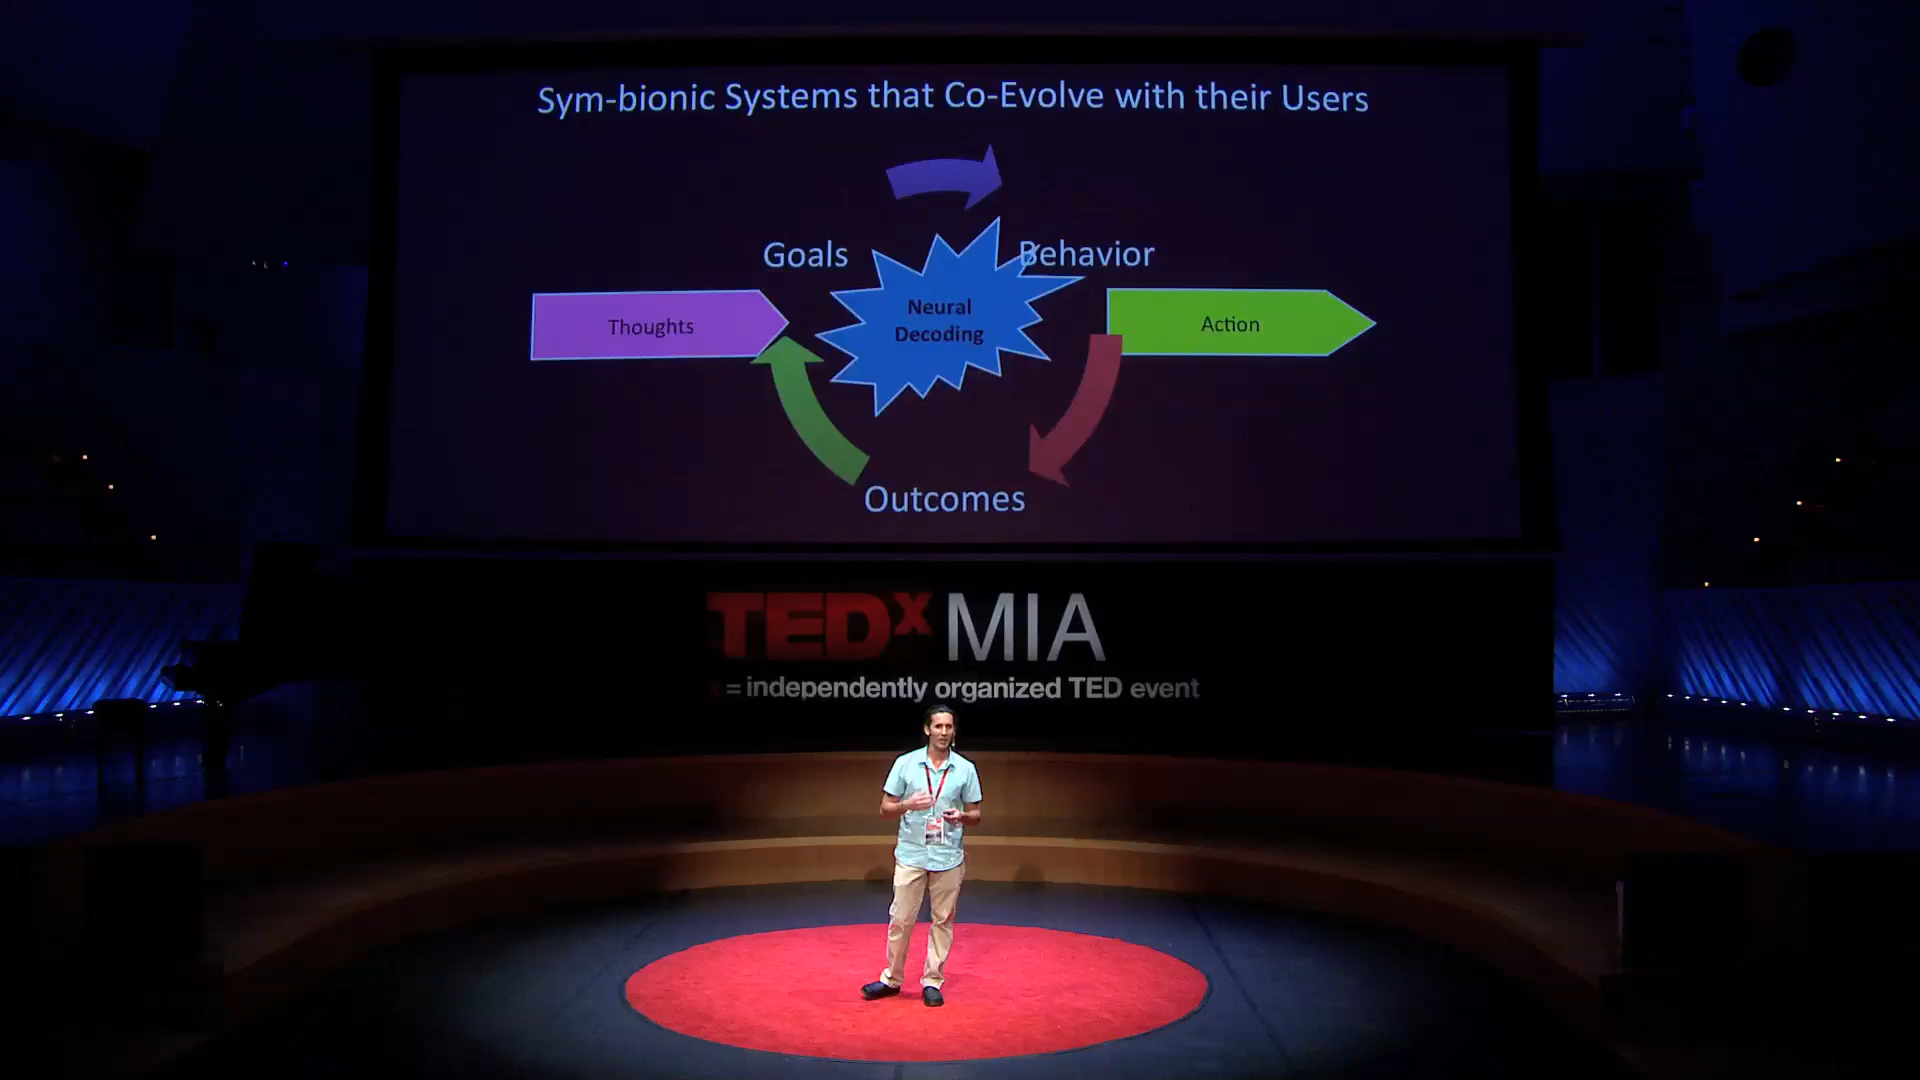 Sym-bionic Systems that Co-Evolve with their Users
Goals
Behavior
Thoughts
Neural
Decoding
Action
Outcomes
TEDx MIA
x = independently organized TED event